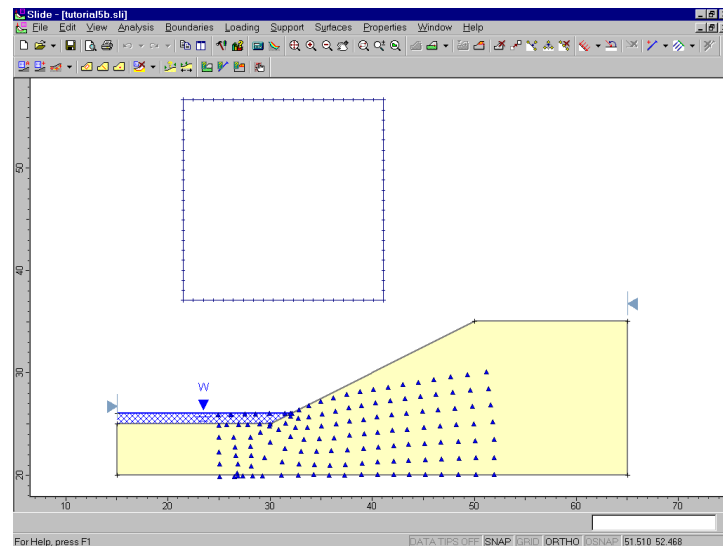 Slide - [tutorial5b.sli]
File Edit View Analysis Boundaries Loading Support Surfaces Properties Window Help
50
40
30
20
W
10 20 30 40 50 60 70
For Help, press F1 DATA TIPS OFF SNAP GRID ORTHO OSNAP 51.510 52.468